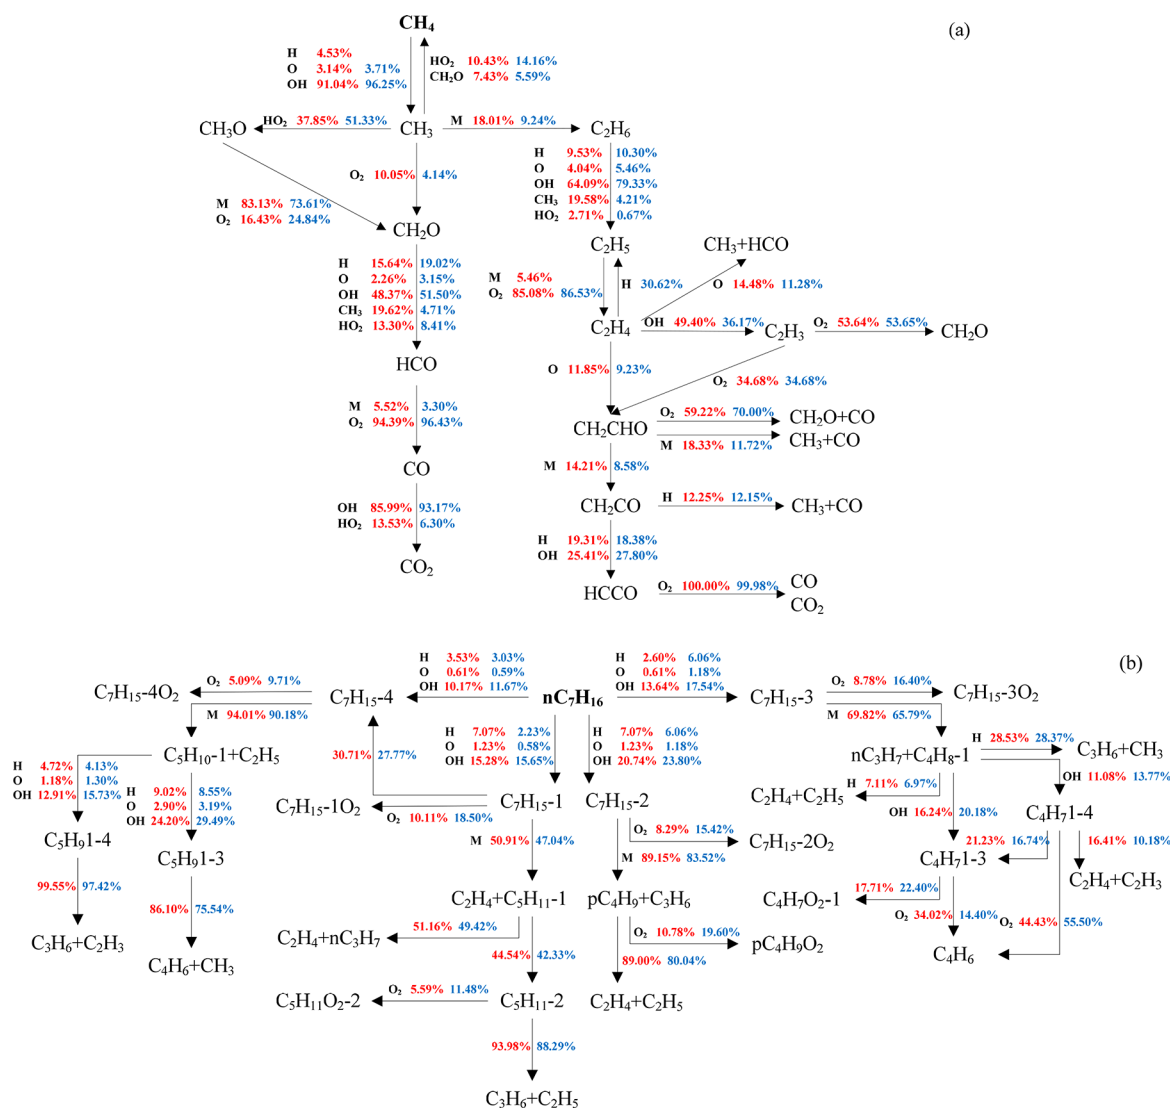 CH4
(a)
H 4.53%
O 3.14% 3.71%
OH 91.04% 96.25%
HO2 10.43% 14.16%
CH2O 7.43% 5.59%
CH3O
HO2 37.85% 51.33%
CH3
M 18.01% 9.24%
C2H6
O2 10.05% 4.14%
H 9.53% 10.30%
O 4.04% 5.46%
OH 64.09% 79.33%
CH3 19.58% 4.21%
HO2 2.71% 0.67%
M 83.13% 73.61%
O2 16.43% 24.84%
CH2O
C2H5
CH3+HCO
H 15.64% 19.02%
O 2.26% 3.15%
OH 48.37% 51.50%
CH3 19.62% 4.71%
HO2 13.30% 8.41%
M 5.46%
O2 85.08% 86.53%
H 30.62%
O 14.48% 11.28%
C2H4
OH 49.40% 36.17%
C2H3
O2 53.64% 53.65%
CH2O
HCO
O 11.85% 9.23%
O2 34.68% 34.68%
M 5.52% 3.30%
O2 94.39% 96.43%
CH2CHO
O2 59.22% 70.00%
CH2O+CO
M 18.33% 11.72%
CH3+CO
CO
M 14.21% 8.58%
OH 85.99% 93.17%
HO2 13.53% 6.30%
CH2CO
H 12.25% 12.15%
CH3+CO
H 19.31% 18.38%
OH 25.41% 27.80%
CO2
HCCO
O2 100.00% 99.98%
CO
CO2
(b)
H 3.53% 3.03%
O 0.61% 0.59%
OH 10.17% 11.67%
H 2.60% 6.06%
O 0.61% 1.18%
OH 13.64% 17.54%
C7H15-4O2
O2 5.09% 9.71%
C7H15-4
nC7H16
C7H15-3
O2 8.78% 16.40%
C7H15-3O2
M 94.01% 90.18%
M 69.82% 65.79%
H 7.07% 2.23%
O 1.23% 0.58%
OH 15.28% 15.65%
H 7.07% 6.06%
O 1.23% 1.18%
OH 20.74% 23.80%
C5H10-1+C2H5
30.71% 27.77%
nC3H7+C4H8-1
H 28.53% 28.37%
C3H6+CH3
H 4.72% 4.13%
O 1.18% 1.30%
OH 12.91% 15.73%
H 9.02% 8.55%
O 2.90% 3.19%
OH 24.20% 29.49%
OH 11.08% 13.77%
H 7.11% 6.97%
C2H4+C2H5
C7H15-1O2
C7H15-1
C7H15-2
OH 16.24% 20.18%
C4H71-4
O2 10.11% 18.50%
O2 8.29% 15.42%
C7H15-2O2
C5H91-4
M 50.91% 47.04%
M 89.15% 83.52%
21.23% 16.74%
16.41% 10.18%
C5H91-3
C4H71-3
C2H4+C2H3
99.55% 97.42%
86.10% 75.54%
C2H4+C5H11-1
pC4H9+C3H6
17.71% 22.40%
C4H7O2-1
O2 34.02% 14.40%
O2 44.43% 55.50%
C3H6+C2H3
C4H6+CH3
51.16% 49.42%
C2H4+nC3H7
O2 10.78% 19.60%
pC4H9O2
C4H6
44.54% 42.33%
89.00% 80.04%
C5H11O2-2
O2 5.59% 11.48%
C5H11-2
C2H4+C2H5
93.98% 88.29%
C3H6+C2H5